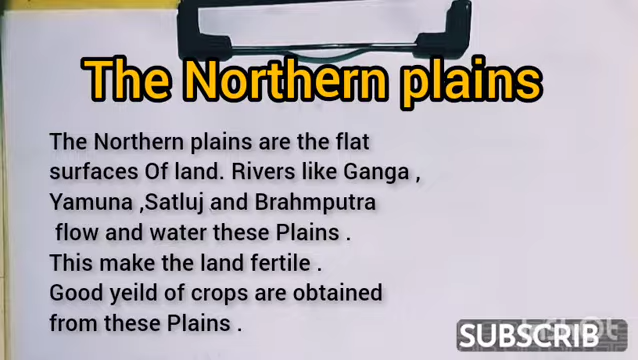 The Northern plains
The Northern plains are the flat
surfaces Of land. Rivers like Ganga ,
Yamuna ,Satluj and Brahmputra
flow and water these Plains .
This make the land fertile .
Good yeild of crops are obtained
from these Plains .
SUBSCRIB